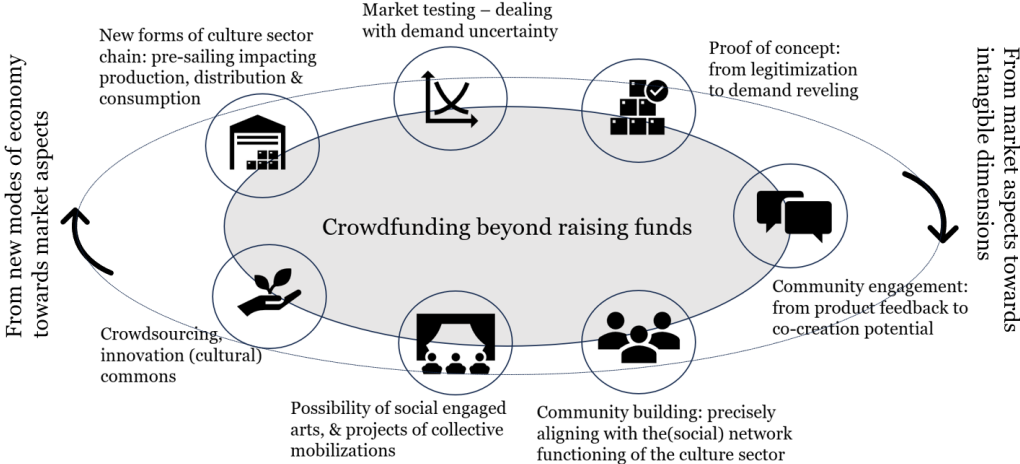 Market testing – dealing
with demand uncertainty
New forms of culture sector
chain: pre-sailing impacting
production, distribution &
consumption
Proof of concept:
from legitimization
to demand reveling
From new modes of economy
towards market aspects
From market aspects towards
intangible dimensions
Crowdfunding beyond raising funds
Community engagement:
from product feedback to
co-creation potential
Crowdsourcing,
innovation (cultural)
commons
Possibility of social engaged
arts, & projects of collective
mobilizations
Community building: precisely
aligning with the(social) network
functioning of the culture sector